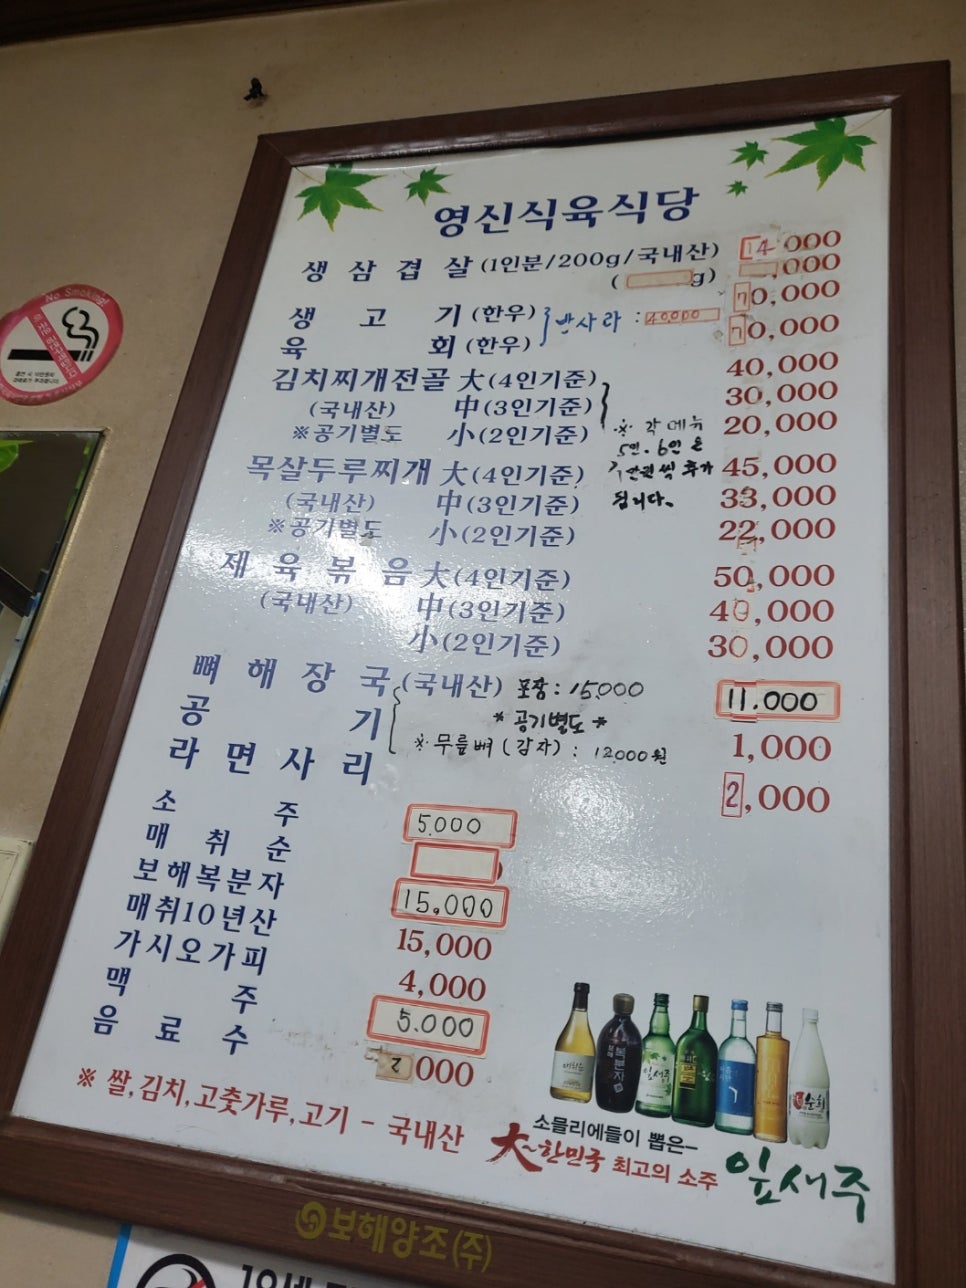 영신식육식당
생삼겹살(1인분/200g/국내산) 14,000
( g) ,000
생고기(한우) 70,000
반사라 : 40,000
육회(한우) 70,000
김치찌개전골 大(4인기준) 40,000
(국내산) 中(3인기준) 30,000
※공기별도 小(2인기준) 20,000
※ 각 메뉴
5인. 6인 은
만원씩 추가
됩니다.
목살두루찌개 大(4인기준) 45,000
(국내산) 中(3인기준) 33,000
※공기별도 小(2인기준) 22,000
제육볶음 大(4인기준) 50,000
(국내산) 中(3인기준) 40,000
小(2인기준) 30,000
뼈해장국(국내산) 포장 : 15000 11.000
* 공기별도 *
※ 무릎뼈 (감자) : 12000원
공기 1,000
라면사리 2,000
소주 5.000
매취순
보해복분자 15,000
매취10년산 15,000
가시오가피 4,000
맥주 5.000
음료수 2 000
※ 쌀,김치,고춧가루,고기 - 국내산
소믈리에들이 뽑은-
大~한민국 최고의 소주 잎새주
보해양조(주)
No Smoking!